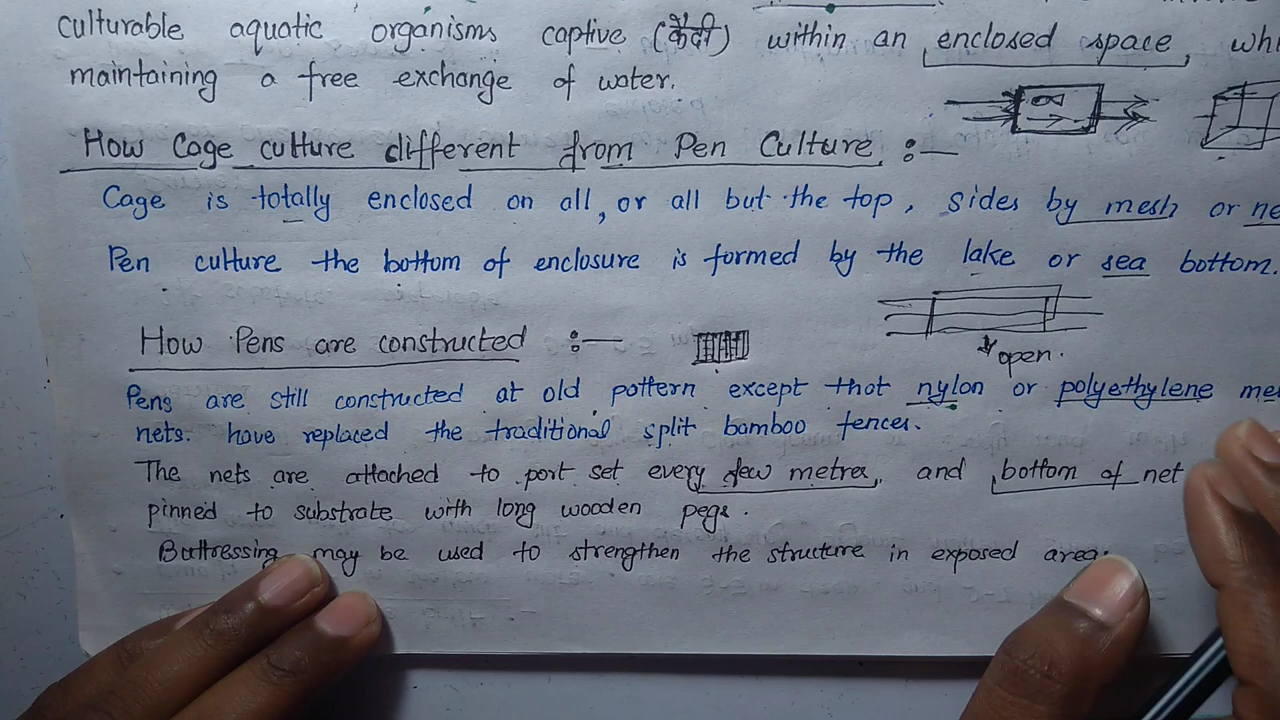 culturable aquatic organisms captive (कैदी) within an enclosed space, whi
maintaining a free exchange of water.
How Cage culture different from Pen Culture :—
Cage is totally enclosed on all, or all but the top, sides by mesh or ne
Pen culture the bottom of enclosure is formed by the lake or sea bottom.
open.
How Pens are constructed :—
Pens are still constructed at old pattern except that nylon or polyethylene me
nets. have replaced the traditional split bamboo fences.
The nets are attached to port set every few metres, and bottom of net
pinned to substrate with long wooden pegs.
Buttressing may be used to strengthen the structure in exposed area.